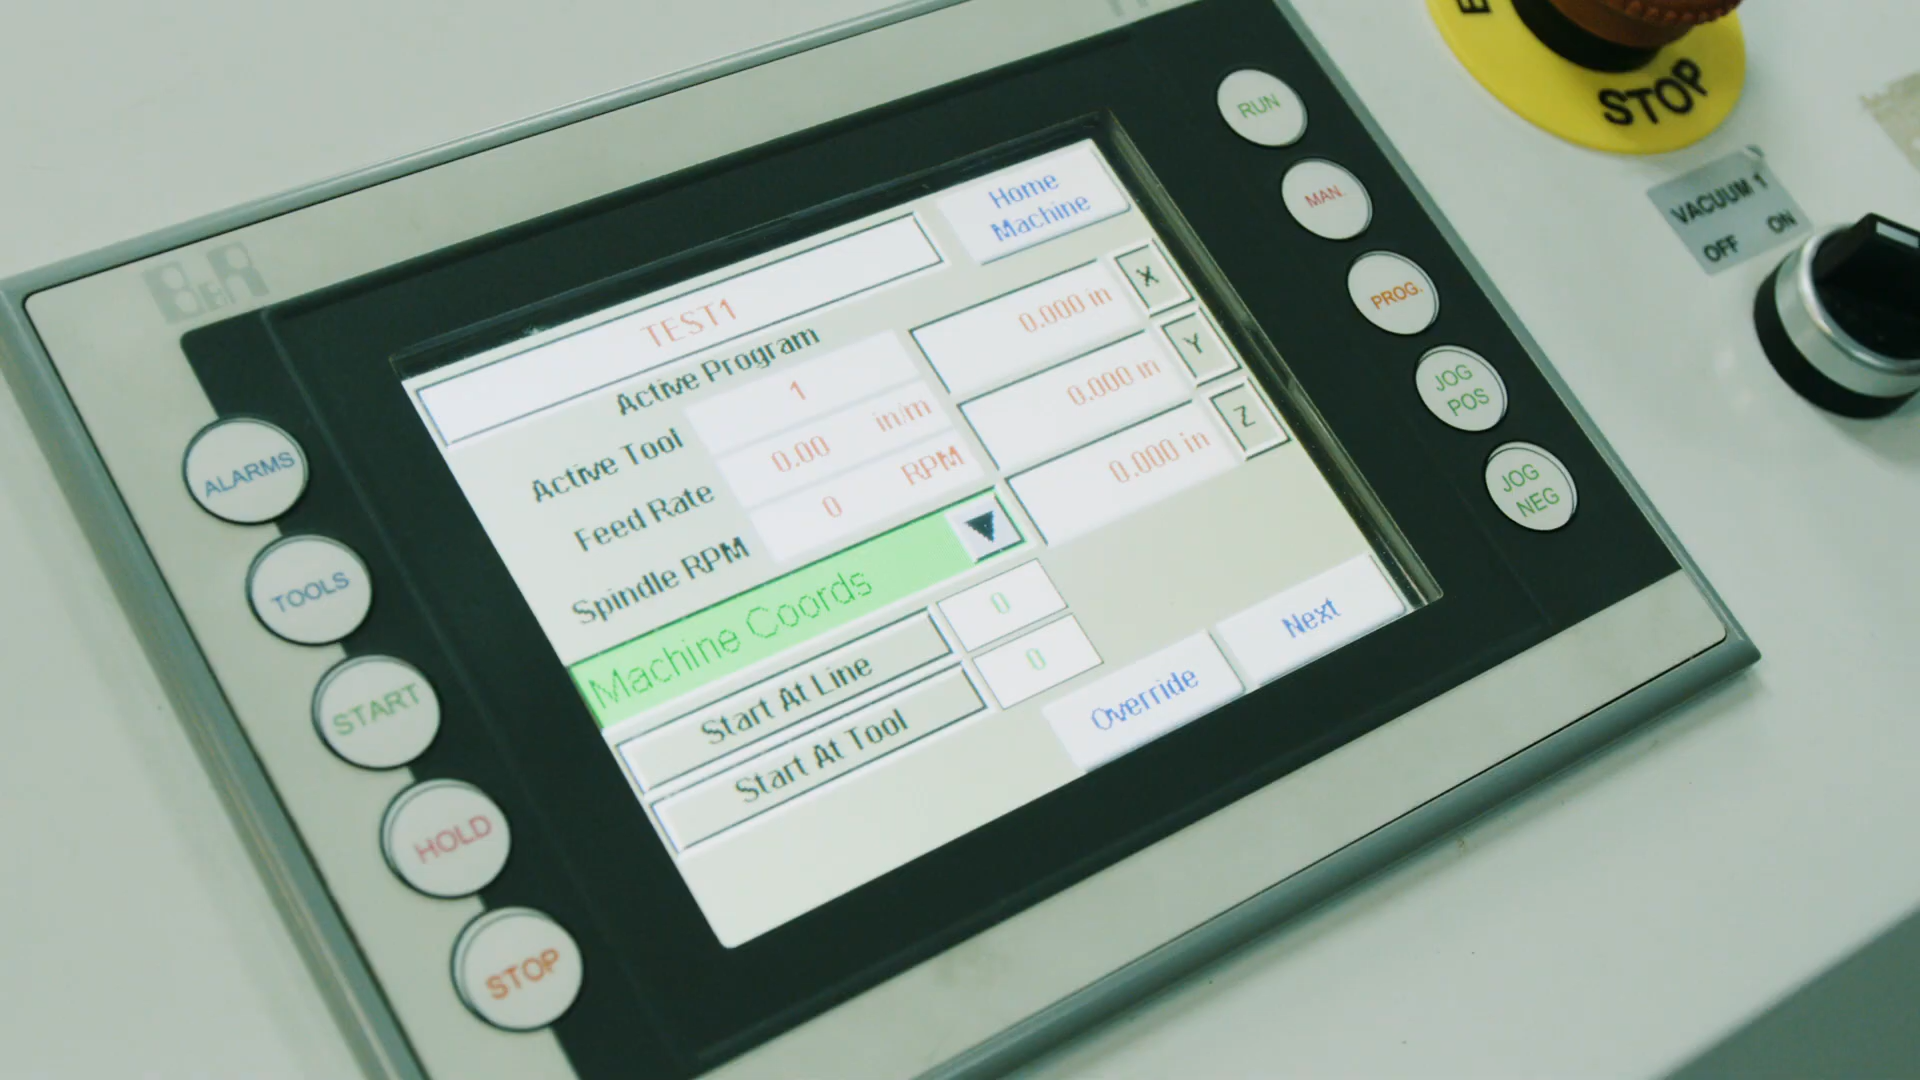 B&R
ALARMS
TOOLS
START
HOLD
STOP
TEST1
Active Program
Home
Machine
Active Tool
1
Feed Rate
0.00 in/m
Spindle RPM
0 RPM
0.000 in X
0.000 in Y
0.000 in Z
Machine Coords
Start At Line
0
Start At Tool
0
Override
Next
RUN
MAN.
PROG.
JOG
POS
JOG
NEG
STOP
VACUUM 1
OFF ON